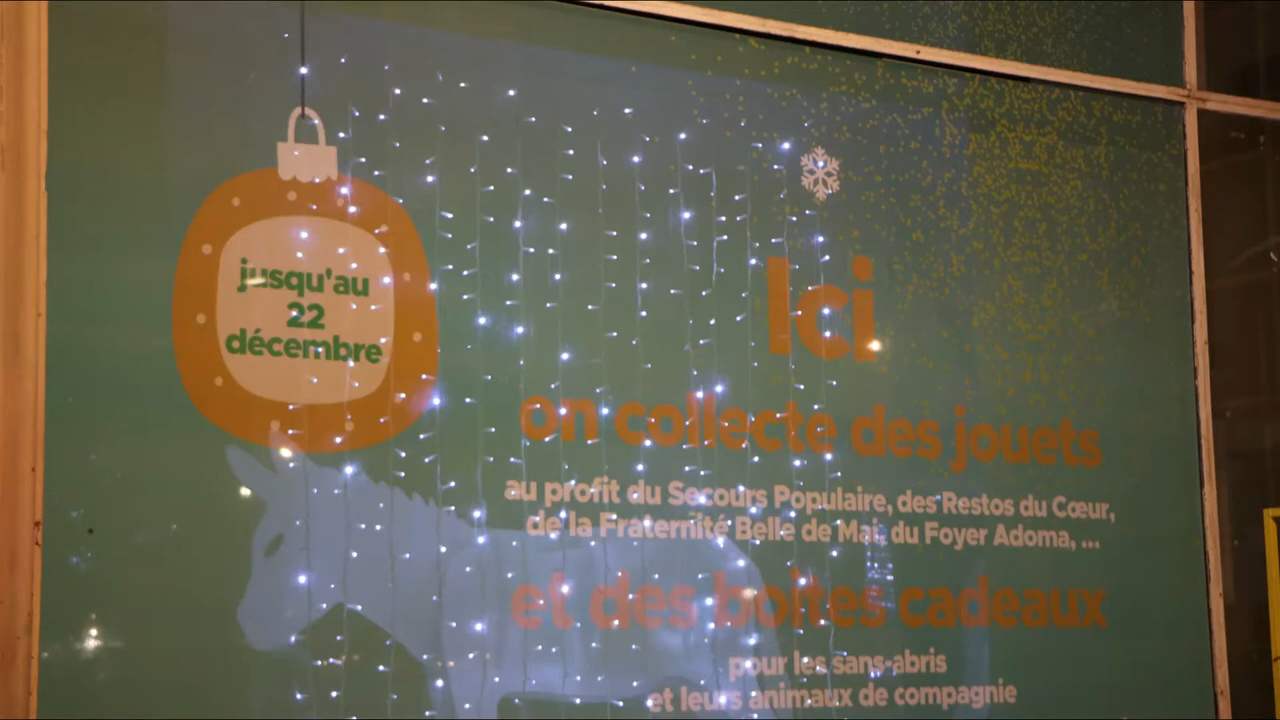 jusqu'au
22
décembre
Ici
on collecte des jouets
au profit du Secours Populaire, des Restos du Cœur,
de la Fraternité Belle de Mai, du Foyer Adoma, ...
et des boîtes cadeaux
pour les sans-abris
et leurs animaux de compagnie